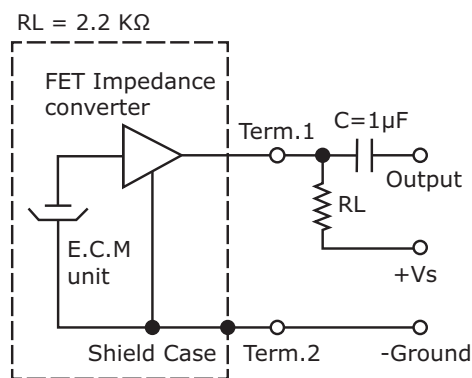 RL = 2.2 KΩ
FET Impedance
converter
Term.1
C=1µF
Output
RL
+Vs
E.C.M
unit
Shield Case
Term.2
-Ground